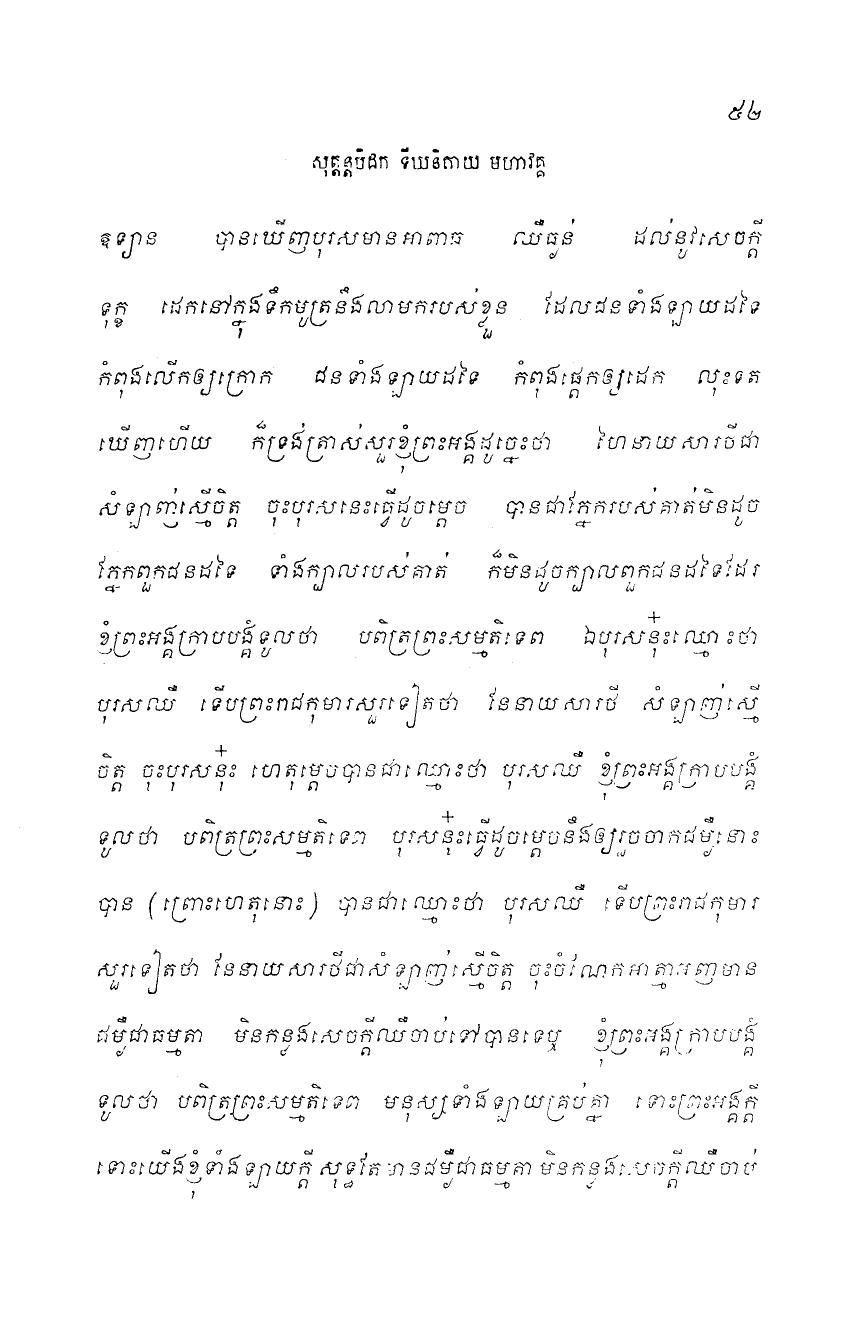 ៥២
សុត្តន្តបិដក ទីឃនិកាយ មហាវគ្គ
ឧទ្យាន បានឃើញបុរសមានអាពាធ ឈឺធ្ងន់ ដល់នូវសេចក្តី
ទុក្ខ ដេកនៅក្នុងទឹកមូត្រនឹងលាមករបស់ខ្លួន ដែលជនទាំងឡាយដទៃ
កំពុងលើកឲ្យក្រោក ជនទាំងឡាយដទៃ កំពុងផ្តេកឲ្យដេក លុះទត
ឃើញហើយ ក៏ទ្រង់ត្រាស់សួរខ្ញុំព្រះអង្គដូច្នេះថា ហៃនាយសារថីជា
សំឡាញ់ស្មើចិត្ត ចុះបុរសនេះធ្វើដូចម្តេច បានជាភ្នែករបស់គាត់មិនដូច
ភ្នែកពួកជនដទៃ ទាំងក្បាលរបស់គាត់ ក៏មិនដូចក្បាលពួកជនដទៃដែរ
ខ្ញុំព្រះអង្គក្រាបបង្គំទូលថា បពិត្រព្រះសម្មតិទេព ឯបុរសនុ៎ះឈ្មោះថា
បុរសឈឺ ទើបព្រះរាជកុមារសួរទៀតថា នែនាយសារថី សំឡាញ់ស្មើ
ចិត្ត ចុះបុរសនុ៎ះ ហេតុម្តេចបានជាឈ្មោះថា បុរសឈឺ ខ្ញុំព្រះអង្គក្រាបបង្គំ
ទូលថា បពិត្រព្រះសម្មតិទេព បុរសនុ៎ះធ្វើដូចម្តេចនឹងឲ្យរួចចាកជម្ងឺនោះ
បាន (ព្រោះហេតុនោះ) បានជាឈ្មោះថា បុរសឈឺ ទើបព្រះរាជកុមារ
សួរទៀតថា នែនាយសារថីជាសំឡាញ់ស្មើចិត្ត ចុះចំណែកអាត្មាអញមាន
ជម្ងឺជាធម្មតា មិនកន្លងសេចក្តីឈឺចាប់ទៅបានទេឬ ខ្ញុំព្រះអង្គក្រាបបង្គំ
ទូលថា បពិត្រព្រះសម្មតិទេព មនុស្សទាំងឡាយគ្រប់គ្នា ទោះព្រះអង្គក្តី
ទោះយើងខ្ញុំទាំងឡាយក្តី សុទ្ធតែមានជម្ងឺជាធម្មតា មិនកន្លងសេចក្តីឈឺចាប់